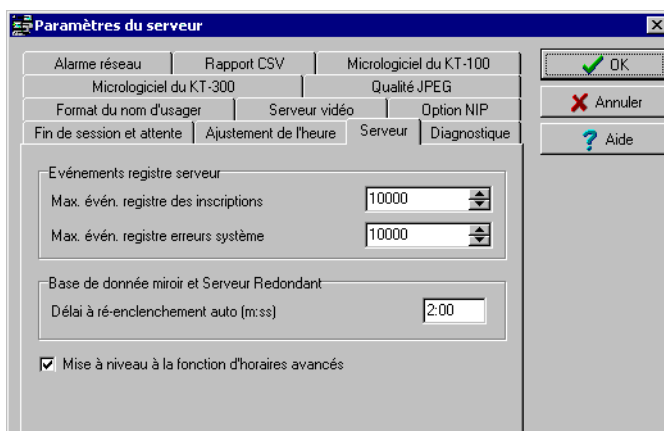 Paramètres du serveur
Alarme réseau Rapport CSV Micrologiciel du KT-100
Micrologiciel du KT-300 Qualité JPEG
Format du nom d'usager Serveur vidéo Option NIP
Fin de session et attente Ajustement de l'heure Serveur Diagnostique
OK
Annuler
Aide
Evénements registre serveur
Max. évén. registre des inscriptions 10000
Max. évén. registre erreurs système 10000
Base de donnée miroir et Serveur Redondant
Délai à ré-enclenchement auto (m:ss) 2:00
Mise à niveau à la fonction d'horaires avancés